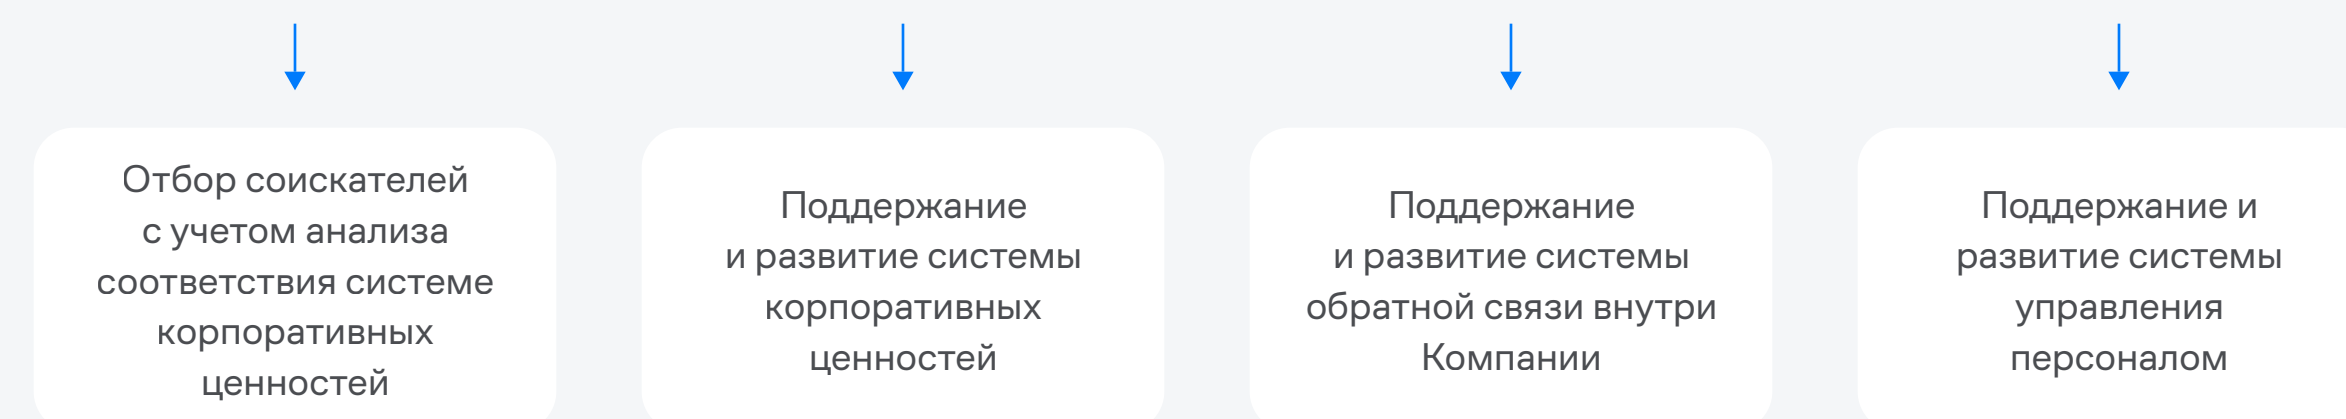 Отбор соискателей
с учетом анализа
соответствия системе
корпоративных
ценностей
Поддержание
и развитие системы
корпоративных
ценностей
Поддержание
и развитие системы
обратной связи внутри
Компании
Поддержание и
развитие системы
управления
персоналом